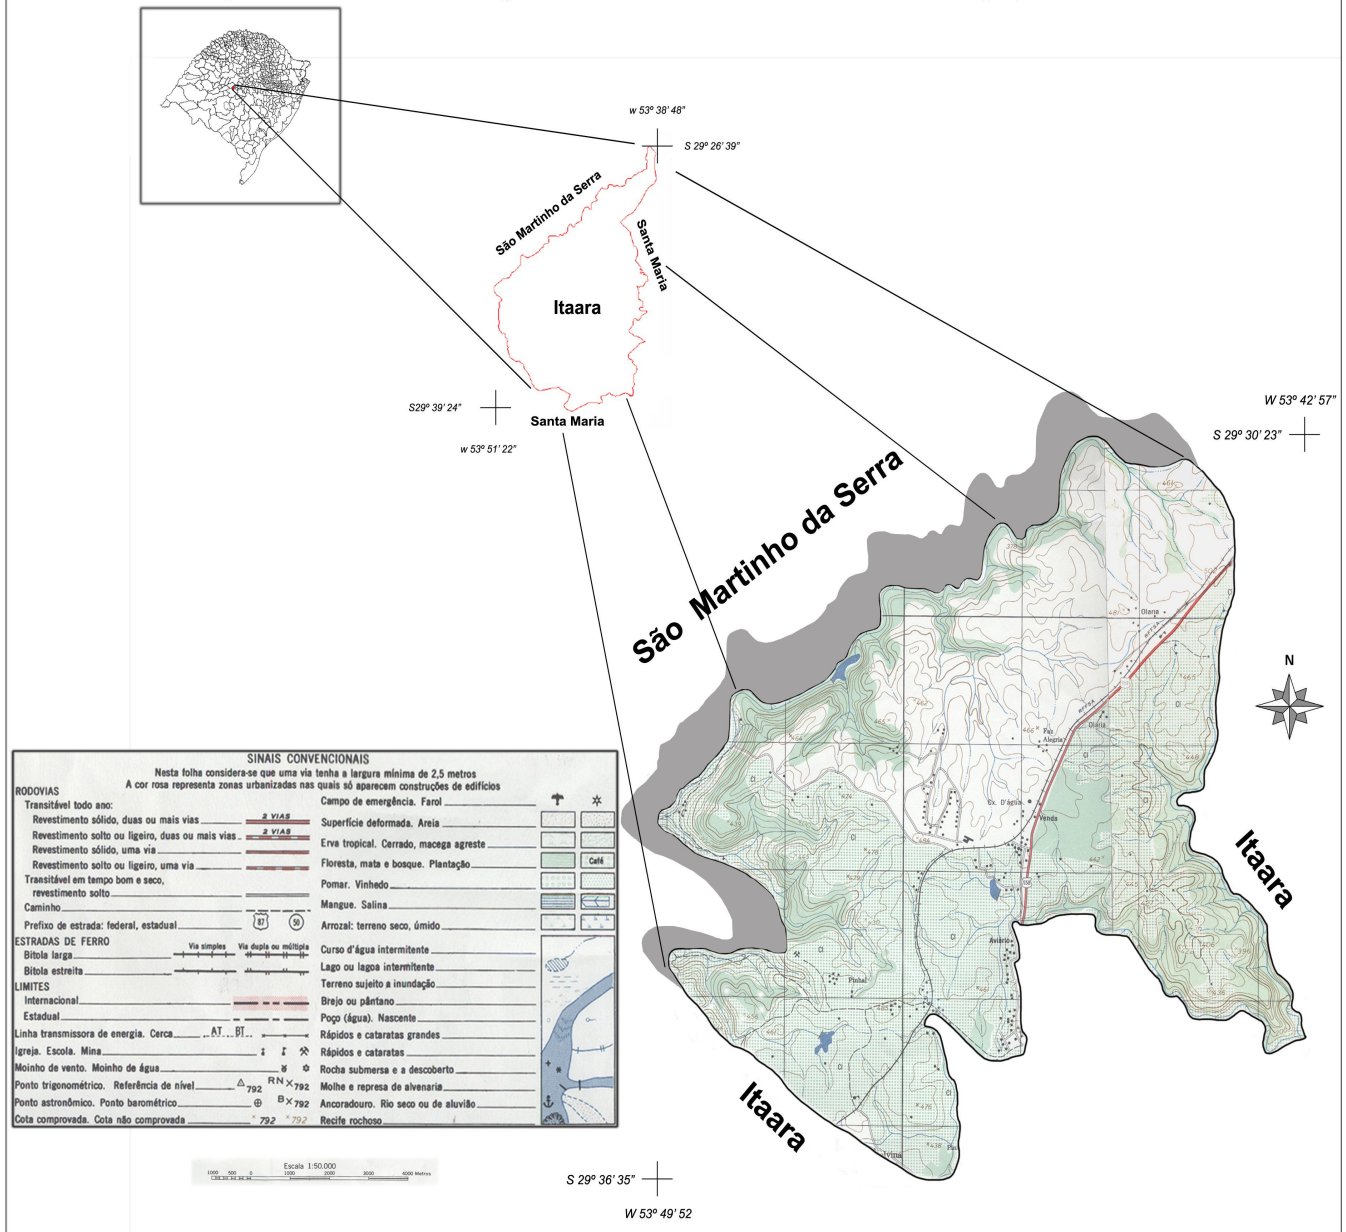 w 53º 38' 48"
S 29º 26' 39"
São Martinho da Serra
Santa Maria
Itaara
S29º 39' 24"
Santa Maria
w 53º 51' 22"
W 53º 42' 57"
S 29º 30' 23"
São Martinho da Serra
N
Itaara
Itaara
S 29º 36' 35"
W 53º 49' 52
Olaria
RFFSA
RFFSA
Olaria
Faz
Alegria
Cx. D'água
Venda
Aviário
Pinhal
SINAIS CONVENCIONAIS
Nesta folha considera-se que uma via tenha a largura mínima de 2,5 metros
A cor rosa representa zonas urbanizadas nas quais só aparecem construções de edifícios
RODOVIAS
Transitável todo ano:
Revestimento sólido, duas ou mais vias 2 VIAS
Revestimento solto ou ligeiro, duas ou mais vias 2 VIAS
Revestimento sólido, uma via
Revestimento solto ou ligeiro, uma via
Transitável em tempo bom e seco,
revestimento solto
Caminho
Prefixo de estrada: federal, estadual 87 50
ESTRADAS DE FERRO
Via simples Via dupla ou múltipla
Bitola larga
Bitola estreita
LIMITES
Internacional
Estadual
Linha transmissora de energia. Cerca AT BT
Igreja. Escola. Mina
Moinho de vento. Moinho de água
Ponto trigonométrico. Referência de nível 792 RN X 792
Ponto astronômico. Ponto barométrico B X 792
Cota comprovada. Cota não comprovada 792 792
Campo de emergência. Farol
Superfície deformada. Areia
Erva tropical. Cerrado, macega agreste
Floresta, mata e bosque. Plantação Café
Pomar. Vinhedo
Mangue. Salina
Arrozal: terreno seco, úmido
Curso d'água intermitente
Lago ou lagoa intermitente
Terreno sujeito a inundação
Brejo ou pântano
Poço (água). Nascente
Rápidos e cataratas grandes
Rápidos e cataratas
Rocha submersa e a descoberto
Molhe e represa de alvenaria
Ancoradouro. Rio seco ou de aluvião
Recife rochoso
Escala 1:50.000
1000 500 0 1000 2000 3000 4000 Metros